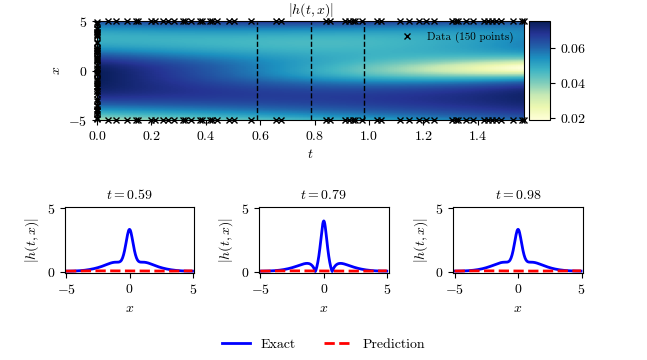 |h(t, x)|
5
0
−5
x
Data (150 points)
0.06
0.04
0.02
0.0 0.2 0.4 0.6 0.8 1.0 1.2 1.4
t
t = 0.59 t = 0.79 t = 0.98
5 5 5
|h(t, x)| |h(t, x)| |h(t, x)|
0 0 0
−5 0 5 −5 0 5 −5 0 5
x x x
Exact Prediction